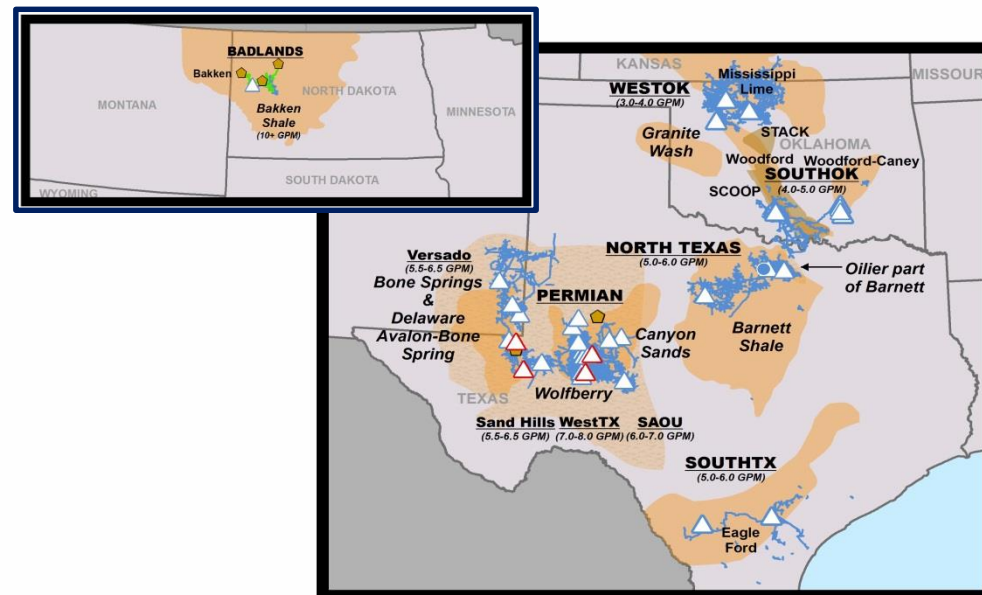 BADLANDS
Bakken
MONTANA
NORTH DAKOTA
MINNESOTA
Bakken
Shale
(10+ GPM)
SOUTH DAKOTA
WYOMING
KANSAS
MISSOUR
WESTOK
(3.0-4.0 GPM)
Mississippi
Lime
Granite
Wash
STACK
OKLAHOMA
Woodford
Woodford-Caney
SOUTHOK
(4.0-5.0 GPM)
SCOOP
Versado
(5.5-6.5 GPM)
Bone Springs
&
Delaware
Avalon-Bone
Spring
NORTH TEXAS
(5.0-6.0 GPM)
Oilier part
of Barnett
PERMIAN
Canyon
Sands
Barnett
Shale
Wolfberry
TEXAS
Sand Hills
(5.5-6.5 GPM)
WestTX
(7.0-8.0 GPM)
SAOU
(6.0-7.0 GPM)
SOUTHTX
(5.0-6.0 GPM)
Eagle
Ford